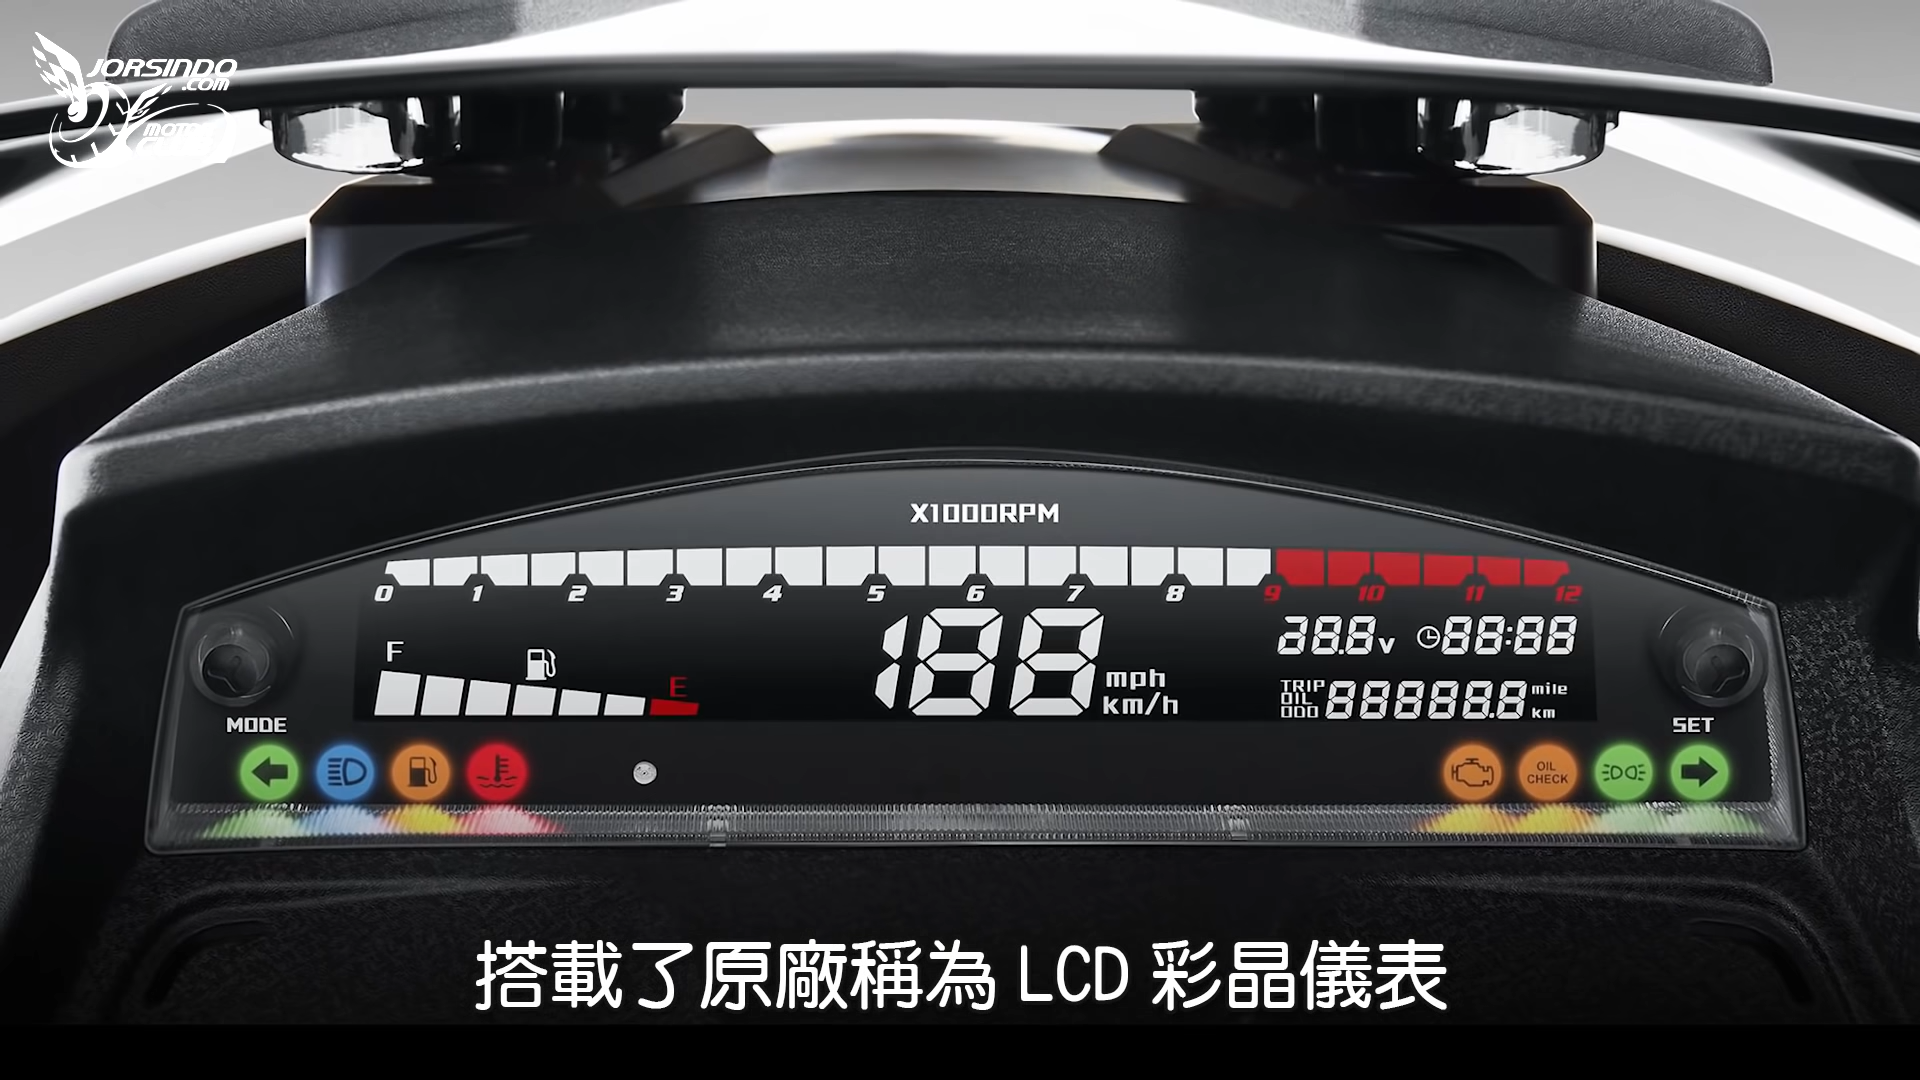 JORSINDO
.com
MOTOR
X1000RPM
0 1 2 3 4 5 6 7 8 9 10 11 12
F
E
188
mph
km/h
28.8v
88:88
TRIP
OIL
ODO
88888.8
mile
km
MODE
SET
OIL
CHECK
搭載了原廠稱為 LCD 彩晶儀表